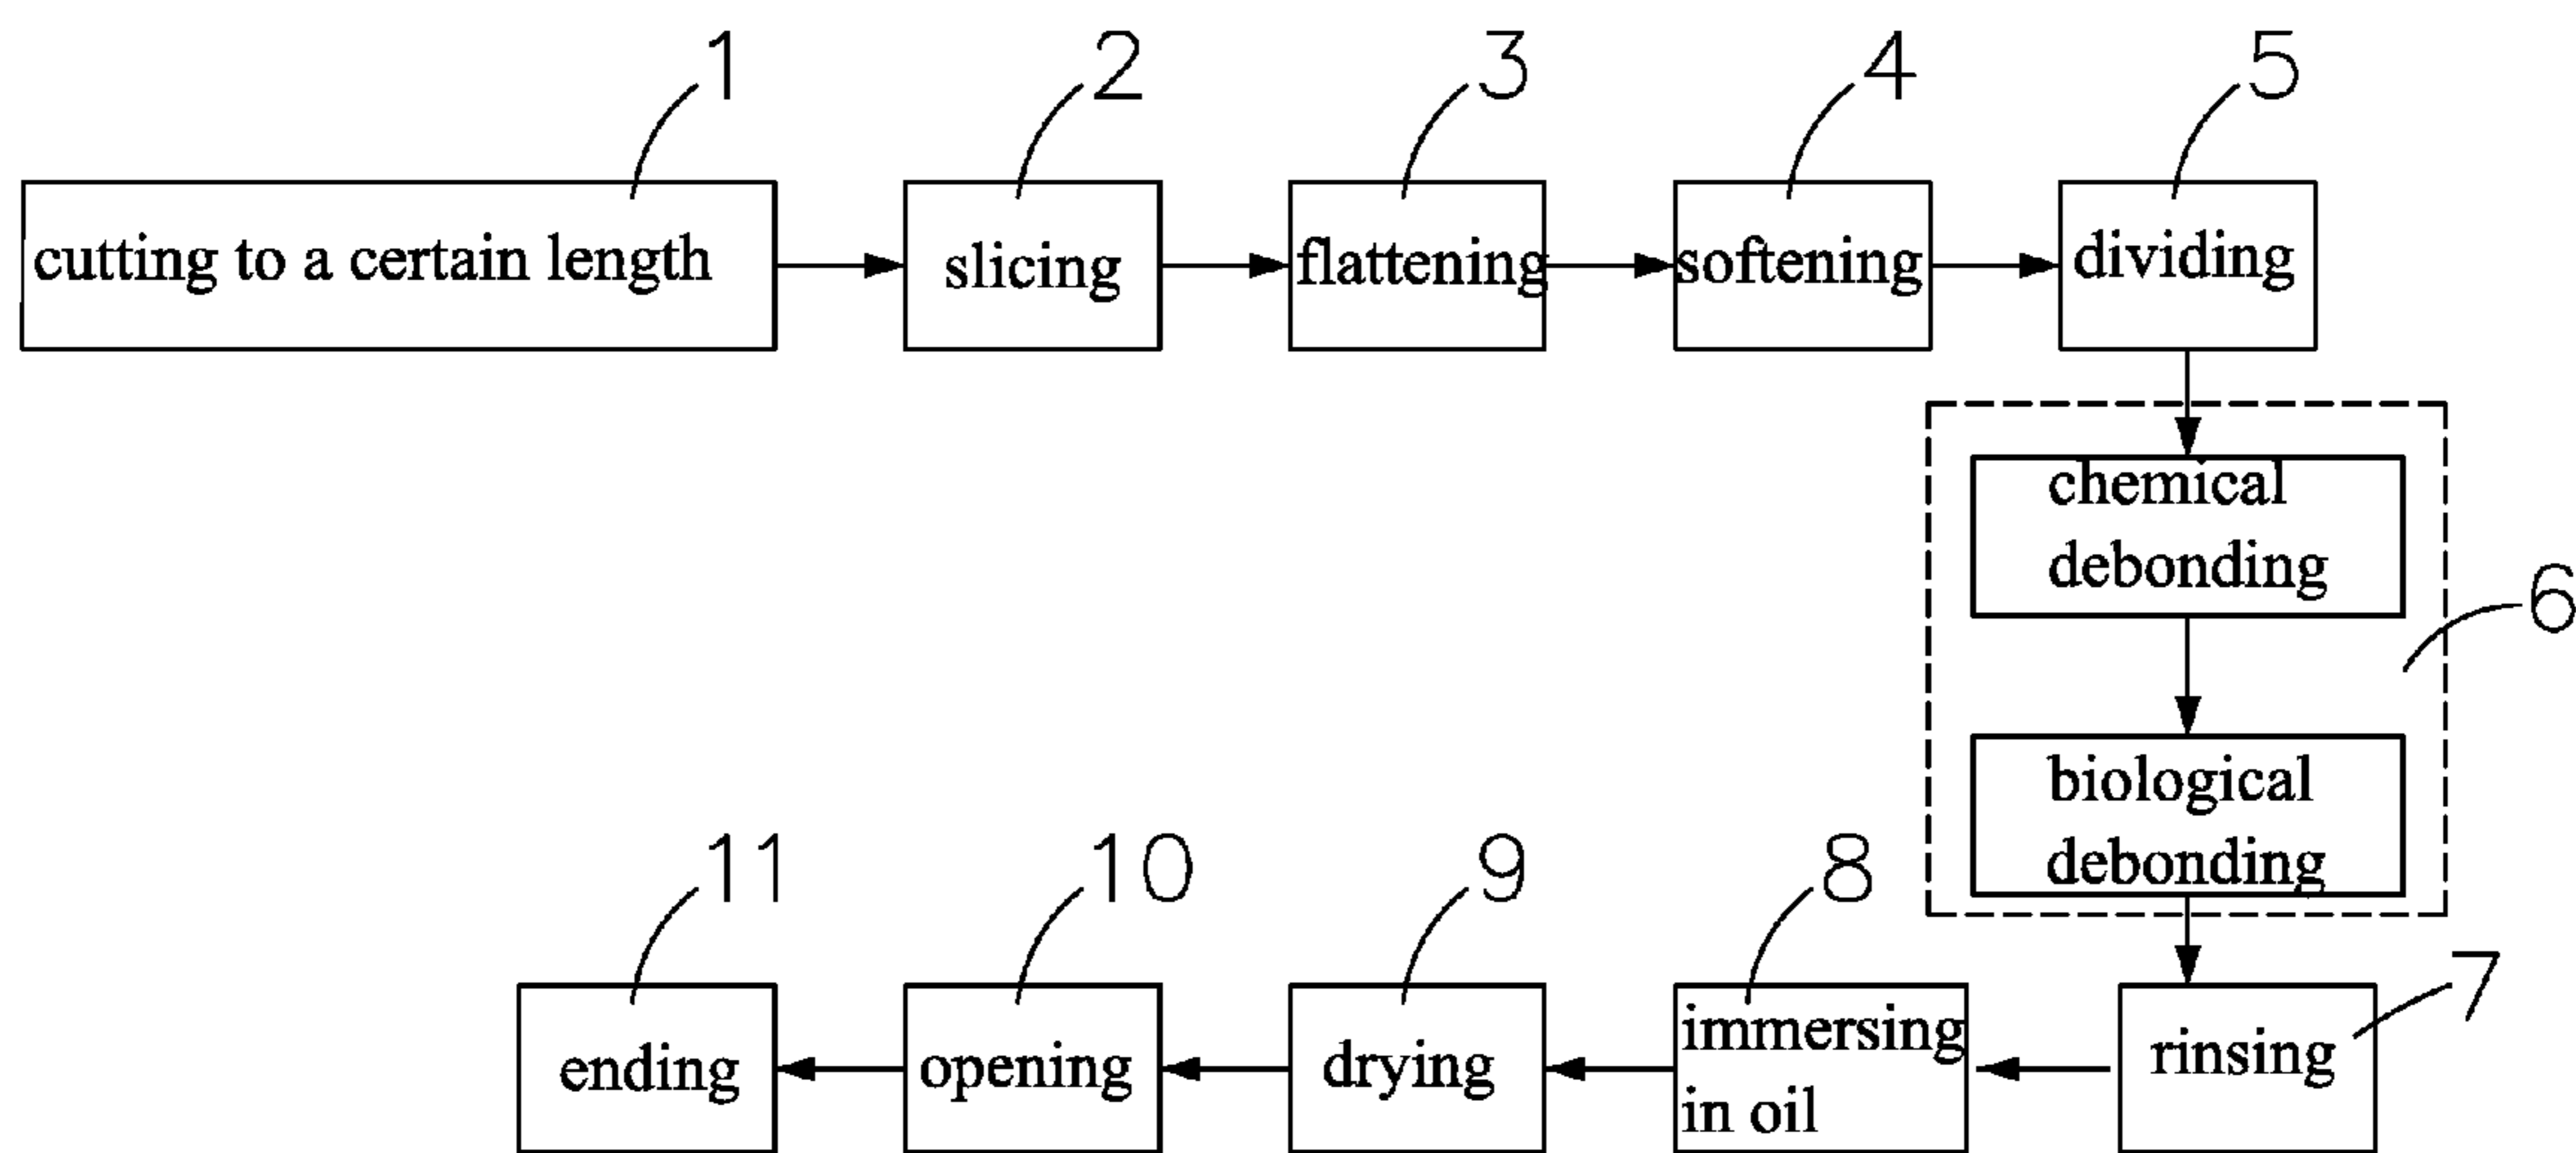 1
2
3
4
5
cutting to a certain length
slicing
flattening
softening
dividing
chemical
debonding
6
biological
debonding
11
10
9
8
7
ending
opening
drying
immersing
in oil
rinsing